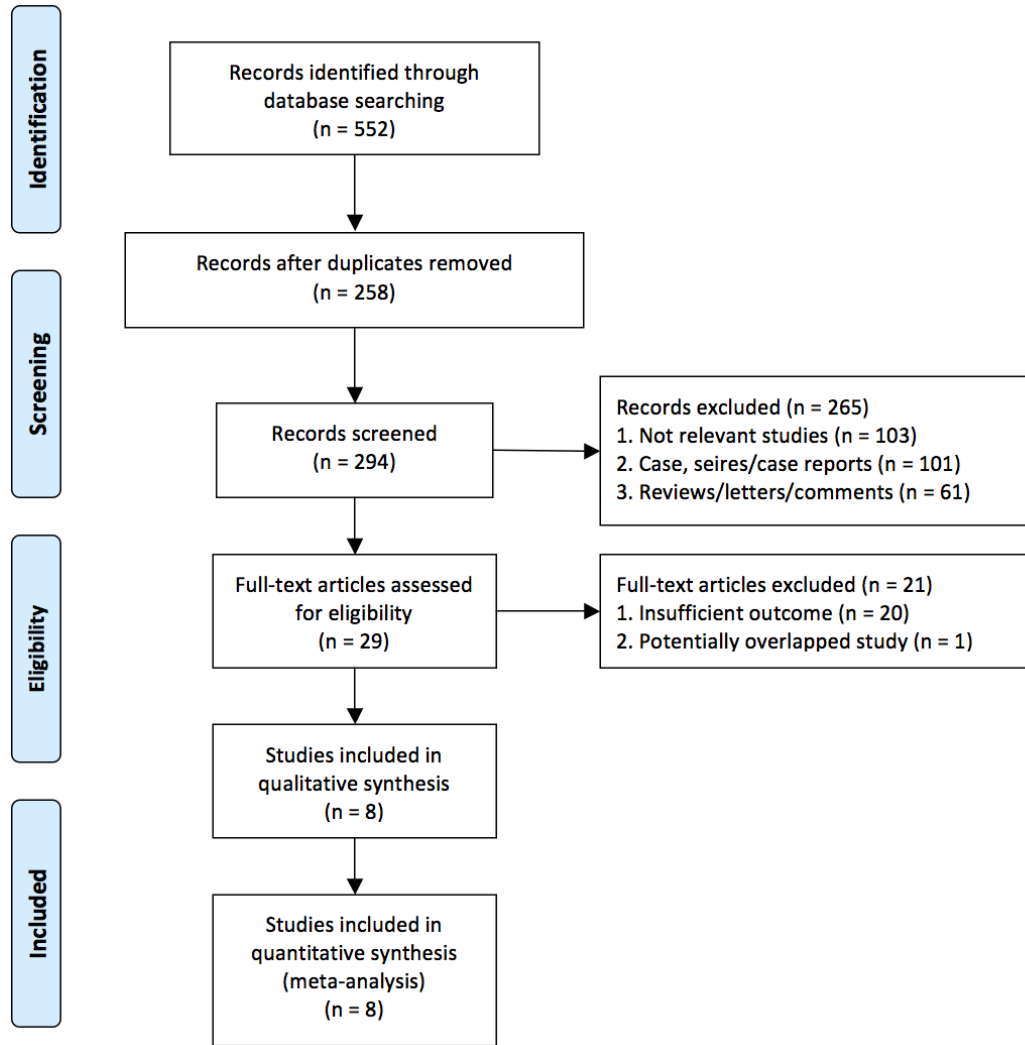 Identification
Records identified through
database searching
(n = 552)
Records after duplicates removed
(n = 258)
Screening
Records screened
(n = 294)
Records excluded (n = 265)
1. Not relevant studies (n = 103)
2. Case, seires/case reports (n = 101)
3. Reviews/letters/comments (n = 61)
Eligibility
Full-text articles assessed
for eligibility
(n = 29)
Full-text articles excluded (n = 21)
1. Insufficient outcome (n = 20)
2. Potentially overlapped study (n = 1)
Studies included in
qualitative synthesis
(n = 8)
Included
Studies included in
quantitative synthesis
(meta-analysis)
(n = 8)